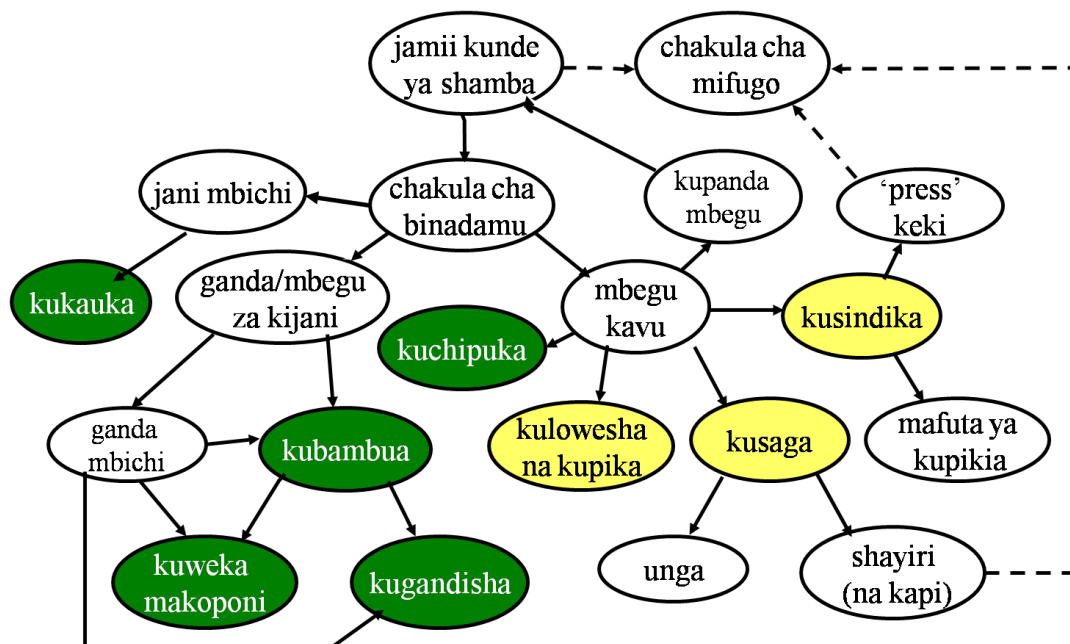 jamii kunde
ya shamba
chakula cha
mifugo
jani mbichi
chakula cha
binadamu
kupanda
mbegu
‘press’
keki
kukauka
ganda/mbegu
za kijani
mbegu
kavu
kusindika
kuchipuka
ganda
mbichi
kubambua
kulowesha
na kupika
kusaga
mafuta ya
kupikia
kuweka
makoponi
kugandisha
unga
shayiri
(na kapi)